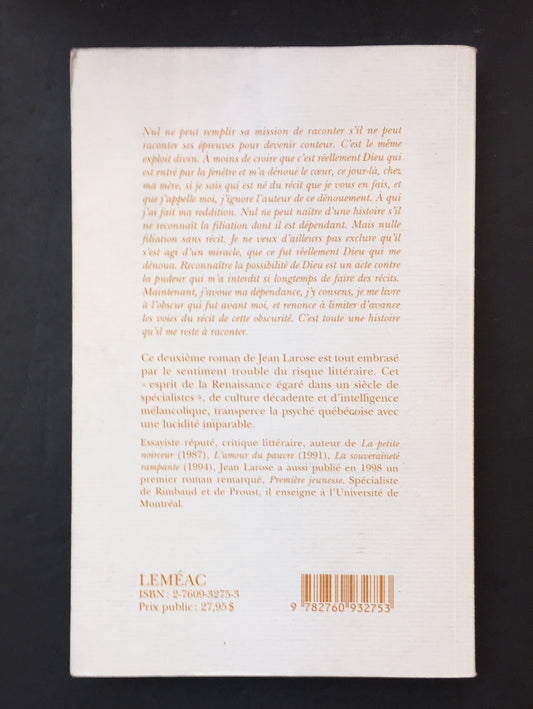 Nul ne peut remplir sa mission de raconter s'il ne peut
raconter ses épreuves pour devenir conteur. C'est le même
exploit divin. À moins de croire que c'est réellement Dieu qui
est entré par la fenêtre et m'a dénoué le cœur, ce jour-là, chez
ma mère, si je sais qui est né du récit que je vous en fais, et
que j'appelle moi, j'ignore l'auteur de ce dénouement. À qui
j'ai fait ma reddition. Nul ne peut naître d'une histoire s'il
ne reconnaît la filiation dont il est dépendant. Mais nulle
filiation sans récit. Je ne veux d'ailleurs pas exclure qu'il
s'est agi d'un miracle, que ce fut réellement Dieu qui me
dénoua. Reconnaître la possibilité de Dieu est un acte contre
la pudeur qui m'a interdit si longtemps de faire des récits.
Maintenant, j'avoue ma dépendance, j'y consens, je me livre
à l'obscur qui fut avant moi, et renonce à limiter d'avance
les voies du récit de cette obscurité. C'est toute une histoire
qu'il me reste à raconter.
Ce deuxième roman de Jean Larose est tout embrasé
par le sentiment trouble du risque littéraire. Cet
« esprit de la Renaissance égaré dans un siècle de
spécialistes », de culture décadente et d'intelligence
mélancolique, transperce la psyché québécoise avec
une lucidité imparable.
Essayiste réputé, critique littéraire, auteur de La petite
noirceur (1987), L'amour du pauvre (1991), La souveraineté
rampante (1994), Jean Larose a aussi publié en 1998 un
premier roman remarqué, Première jeunesse. Spécialiste
de Rimbaud et de Proust, il enseigne à l'Université de
Montréal.
LEMÉAC
ISBN : 2-7609-3275-3
Prix public : 27,95 $
9 782760 932753